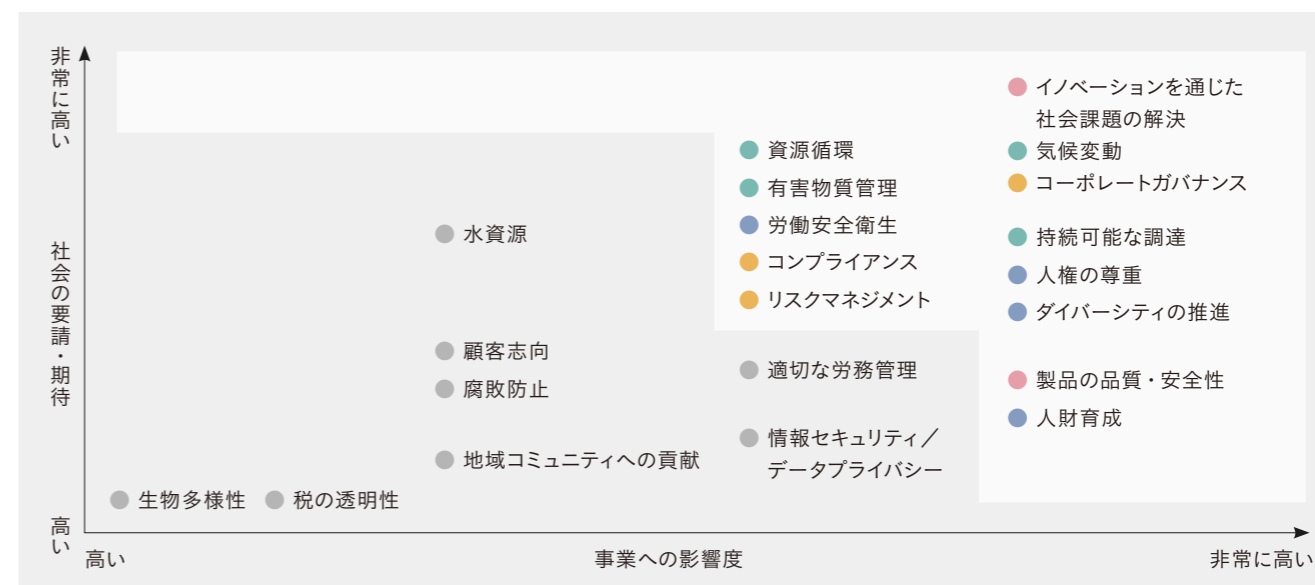 非常に高い
社会の要請・期待
高い
イノベーションを通じた
社会課題の解決
資源循環
気候変動
有害物質管理
コーポレートガバナンス
労働安全衛生
水資源
持続可能な調達
コンプライアンス
人権の尊重
リスクマネジメント
ダイバーシティの推進
顧客志向
適切な労務管理
腐敗防止
製品の品質・安全性
人財育成
情報セキュリティ／
データプライバシー
地域コミュニティへの貢献
生物多様性
税の透明性
高い
事業への影響度
非常に高い